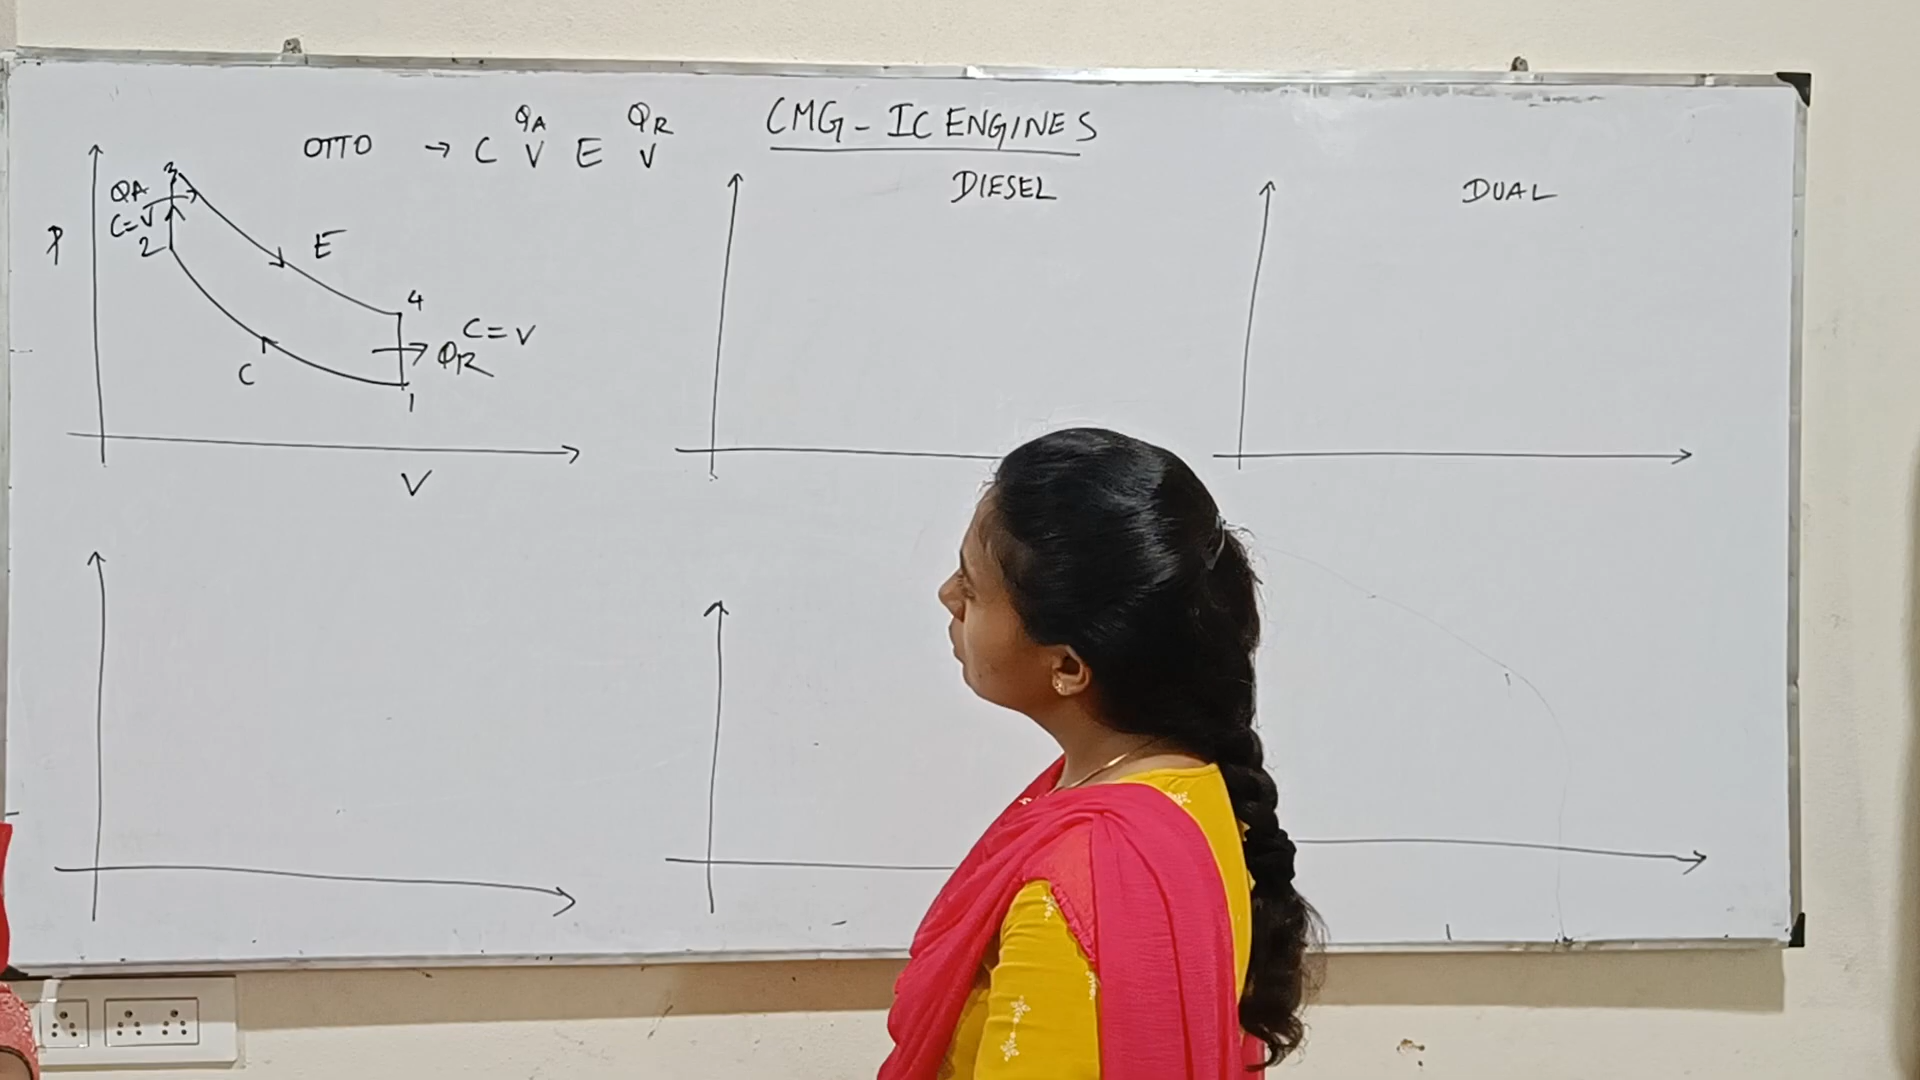 CMG - IC ENGINES
OTTO → C V E V
QA QR
DIESEL
DUAL
P
3
QA
C=V
2
E
4
C=V
QR
C
1
V